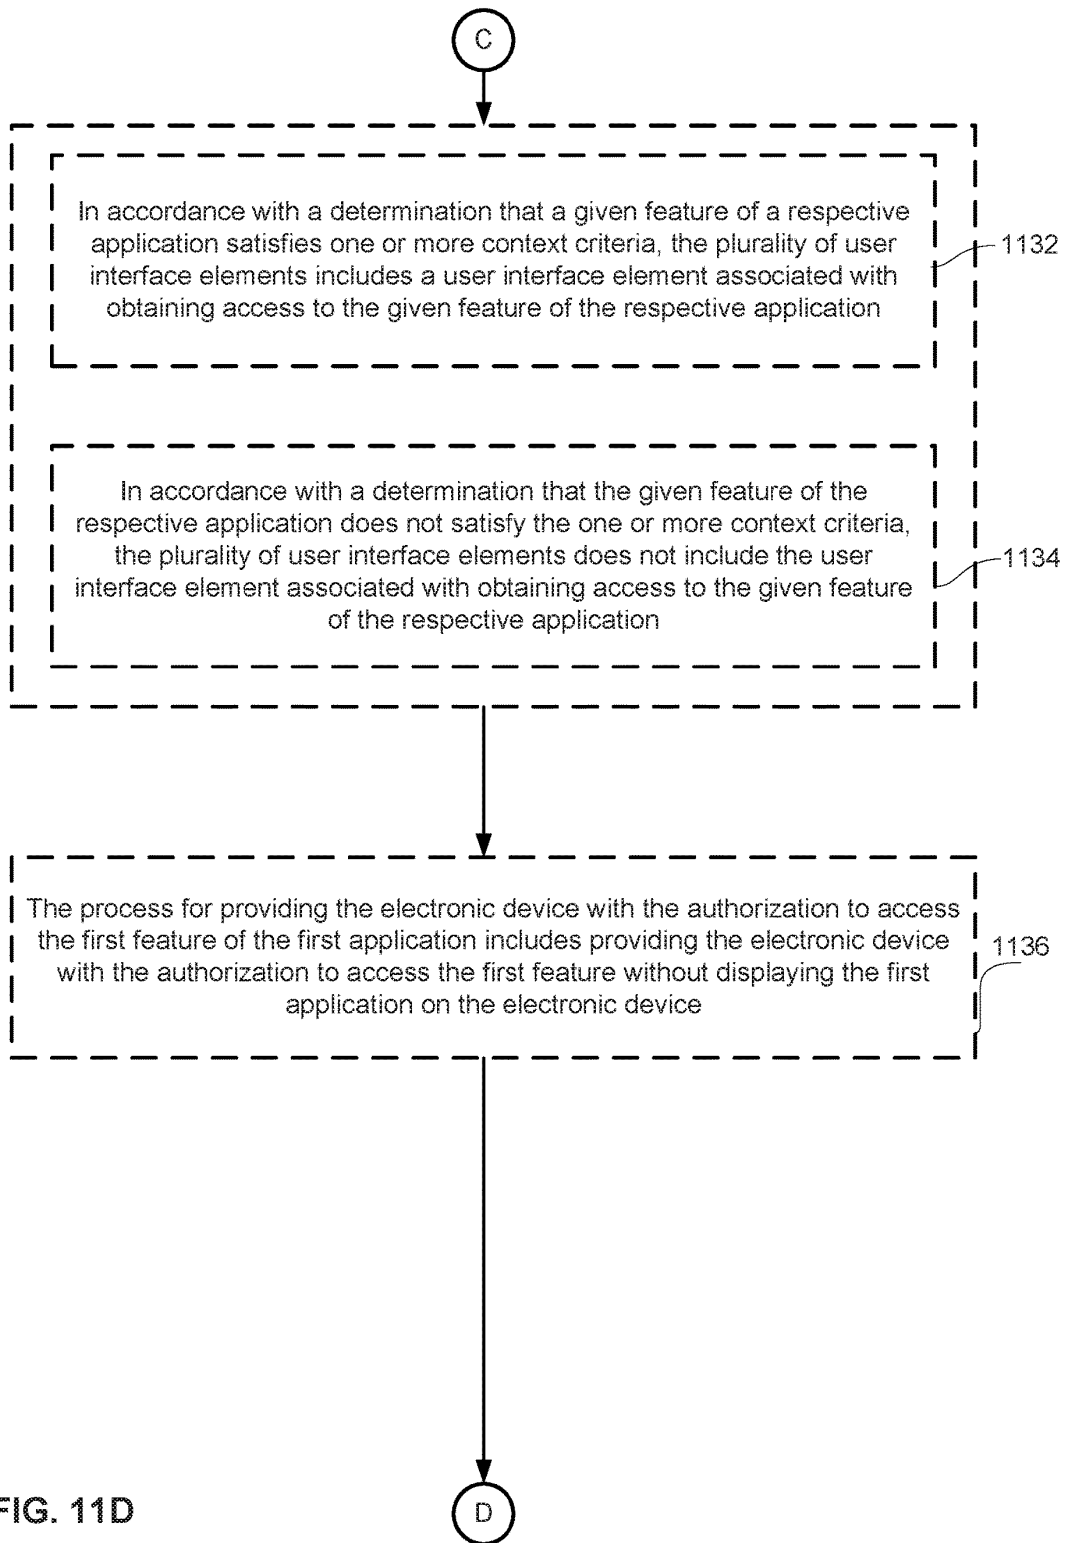 C
In accordance with a determination that a given feature of a respective
application satisfies one or more context criteria, the plurality of user
interface elements includes a user interface element associated with
obtaining access to the given feature of the respective application
1132
In accordance with a determination that the given feature of the
respective application does not satisfy the one or more context criteria,
the plurality of user interface elements does not include the user
interface element associated with obtaining access to the given feature
of the respective application
1134
The process for providing the electronic device with the authorization to access
the first feature of the first application includes providing the electronic device
with the authorization to access the first feature without displaying the first
application on the electronic device
1136
FIG. 11D
D